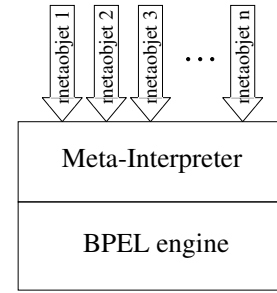 metaobjet 1
metaobjet 2
metaobjet 3
...
metaobjet n
Meta-Interpreter
BPEL engine